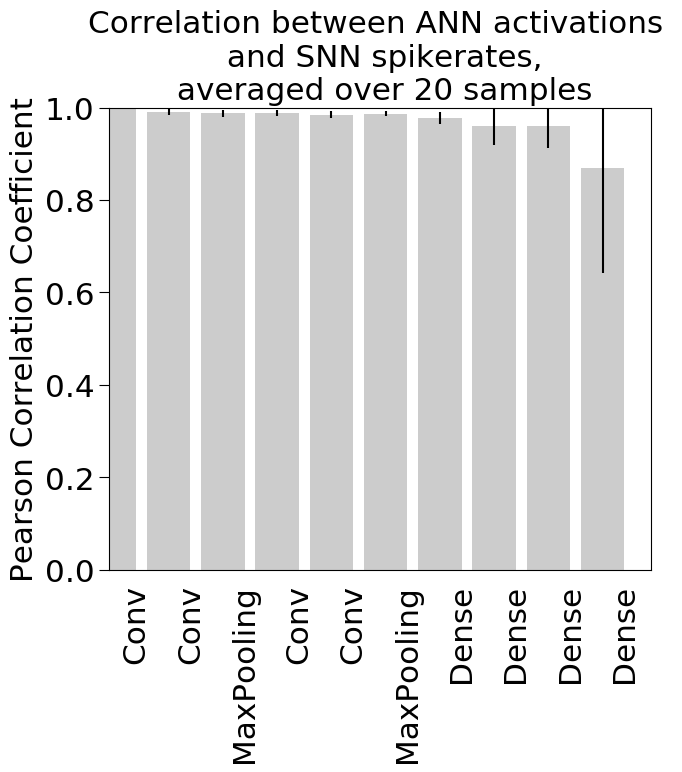 Correlation between ANN activations
and SNN spikerates,
averaged over 20 samples
Pearson Correlation Coefficient
1.0
0.8
0.6
0.4
0.2
0.0
Conv
Conv
MaxPooling
Conv
Conv
MaxPooling
Dense
Dense
Dense
Dense